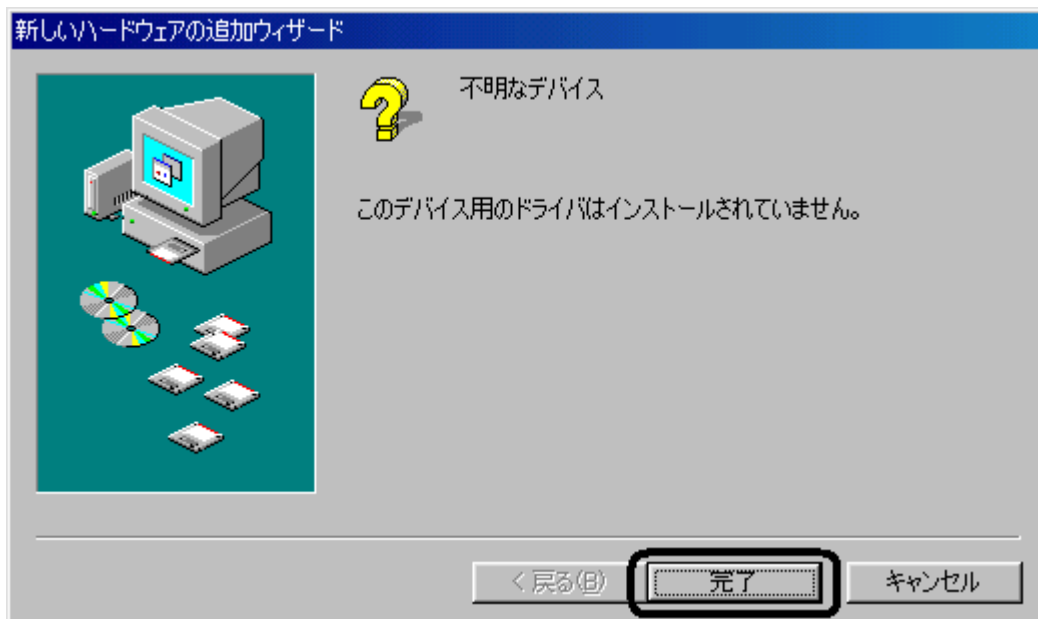 新しいハードウェアの追加ウィザード
不明なデバイス
このデバイス用のドライバはインストールされていません。
< 戻る(B) 完了 キャンセル